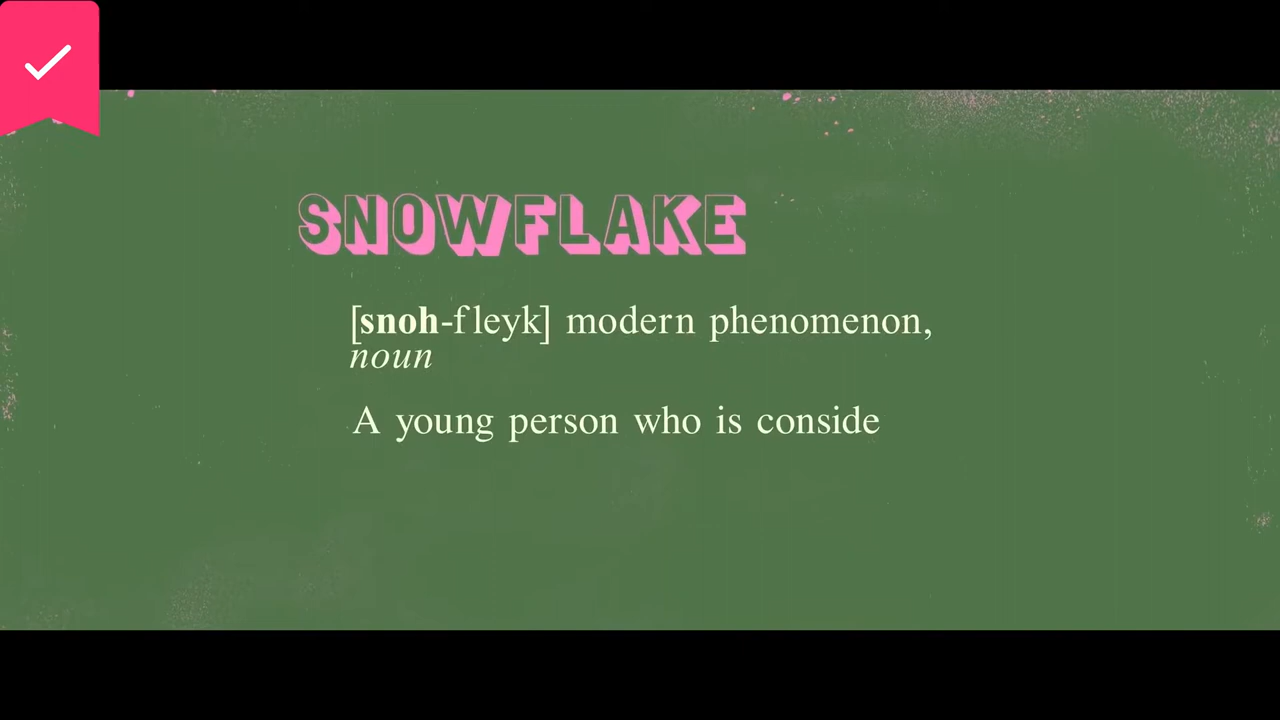 SNOWFLAKE
[snoh-fleyk] modern phenomenon,
noun
A young person who is conside